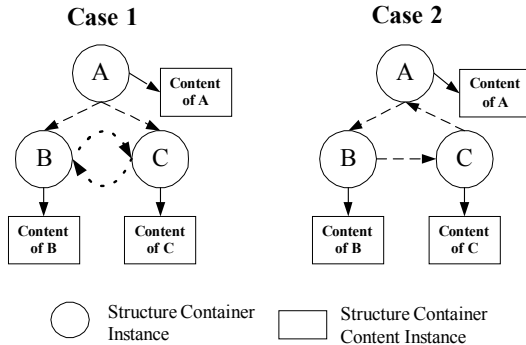 Case 1
Case 2
A
Content
of A
B
C
Content
of B
Content
of C
A
Content
of A
B
C
Content
of B
Content
of C
Structure Container
Instance
Structure Container
Content Instance